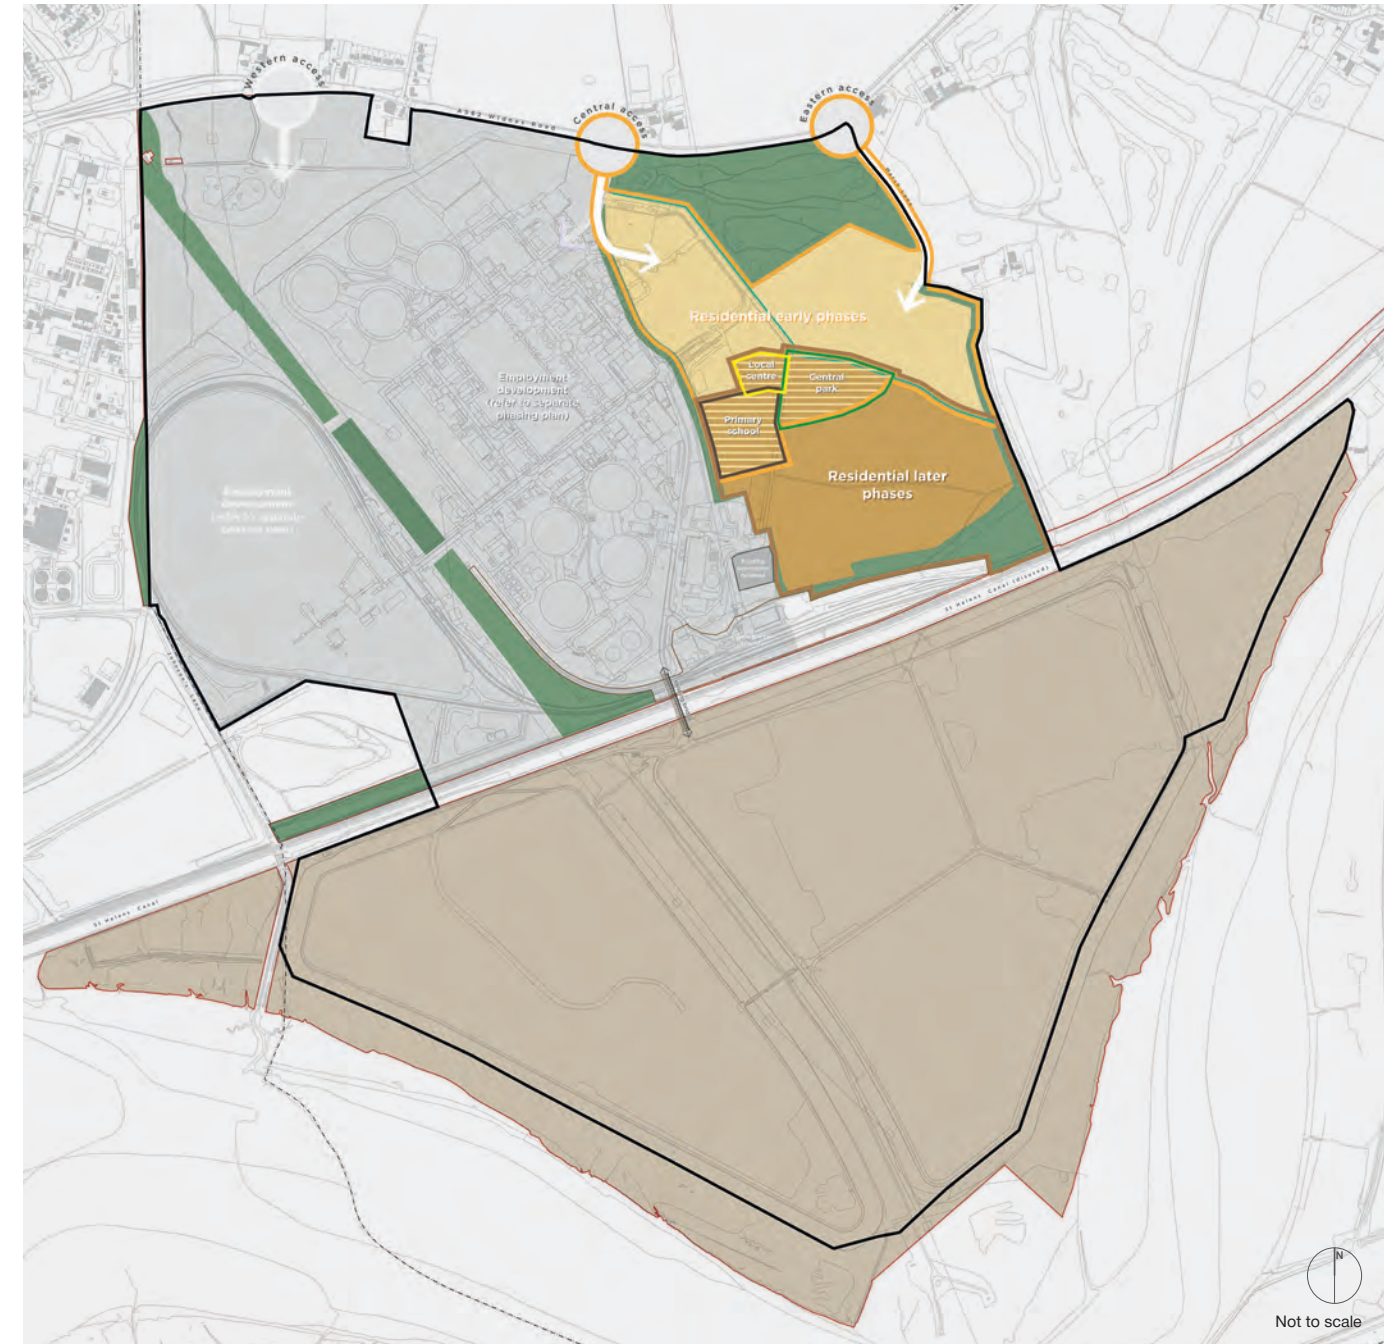 Western access
Central access
Eastern access
A562 Widnes Road
Residential early phases
Local
centre
Central
park
Employment
development
(refer to separate
phasing plan)
Primary
school
Residential later
phases
Employment
Development
St Helens Canal (disused)
St Helens Canal
N
Not to scale